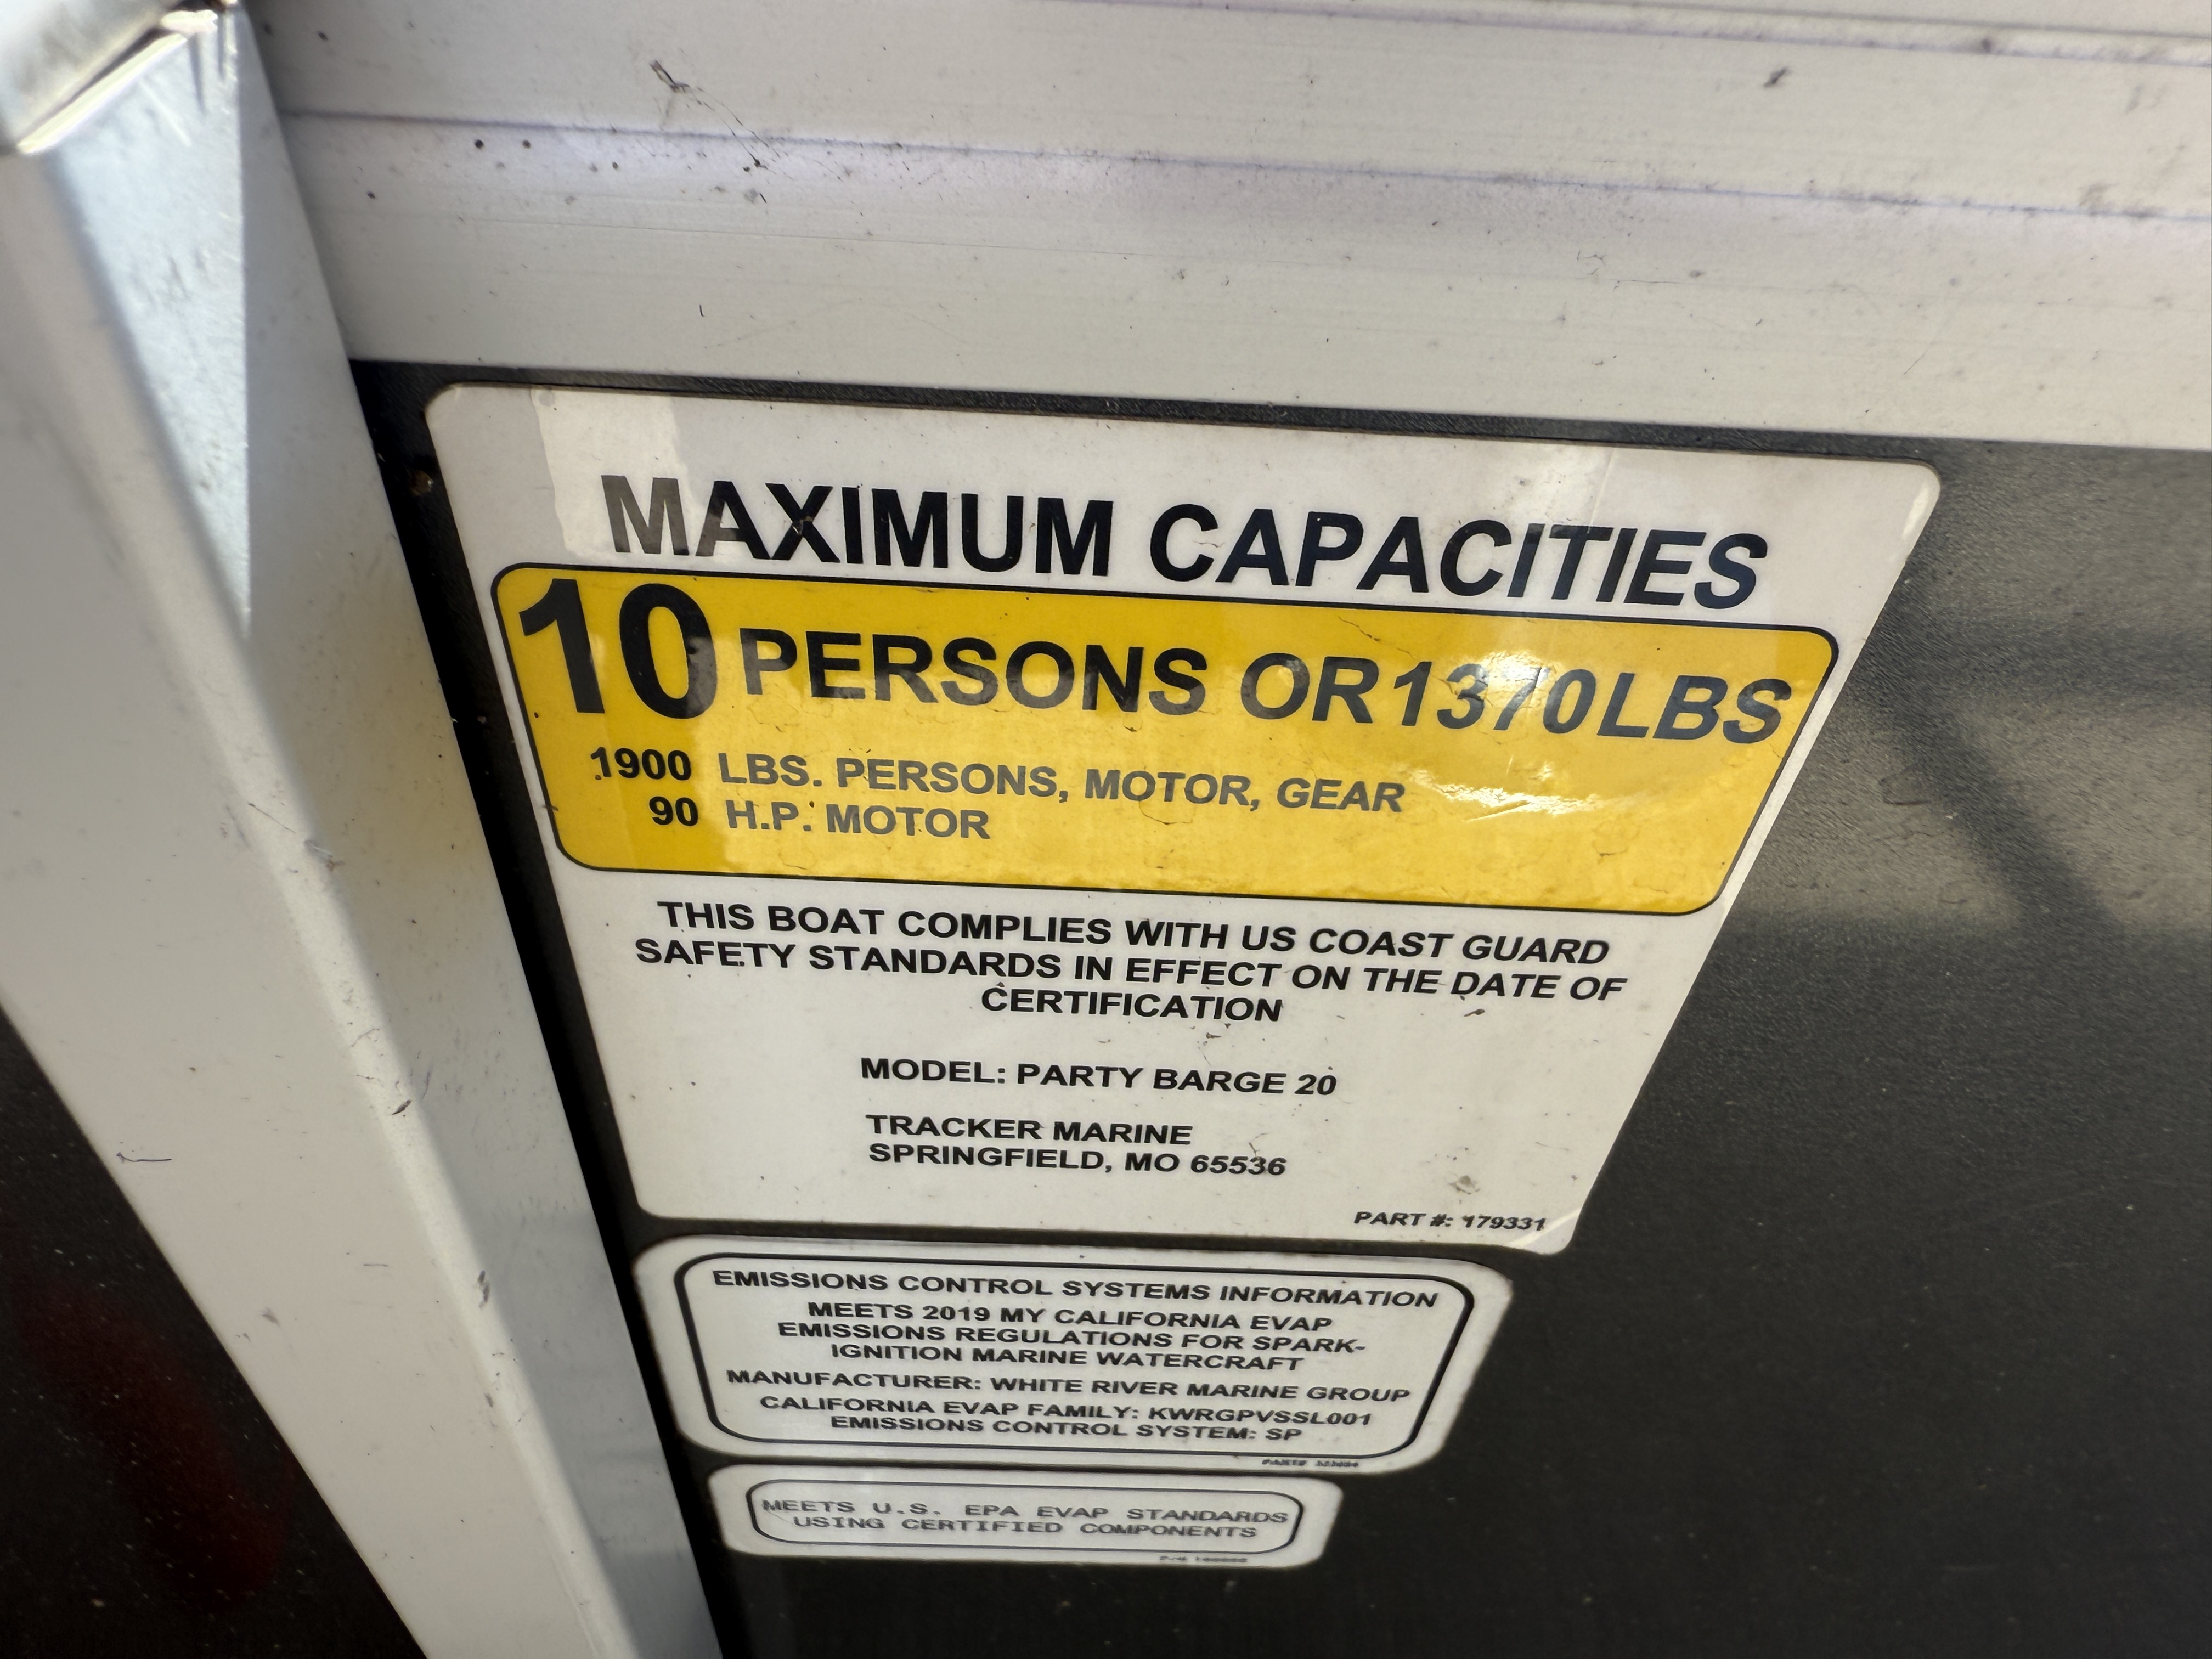 MAXIMUM CAPACITIES
10 PERSONS OR 1370 LBS
1900 LBS. PERSONS, MOTOR, GEAR
90 H.P. MOTOR
THIS BOAT COMPLIES WITH US COAST GUARD
SAFETY STANDARDS IN EFFECT ON THE DATE OF
CERTIFICATION
MODEL: PARTY BARGE 20
TRACKER MARINE
SPRINGFIELD, MO 65536
PART #: 179331
EMISSIONS CONTROL SYSTEMS INFORMATION
MEETS 2019 MY CALIFORNIA EVAP
EMISSIONS REGULATIONS FOR SPARK-
IGNITION MARINE WATERCRAFT
MANUFACTURER: WHITE RIVER MARINE GROUP
CALIFORNIA EVAP FAMILY: KWRGPVSSL001
EMISSIONS CONTROL SYSTEM: SP
PART#
MEETS U.S. EPA EVAP STANDARDS
USING CERTIFIED COMPONENTS